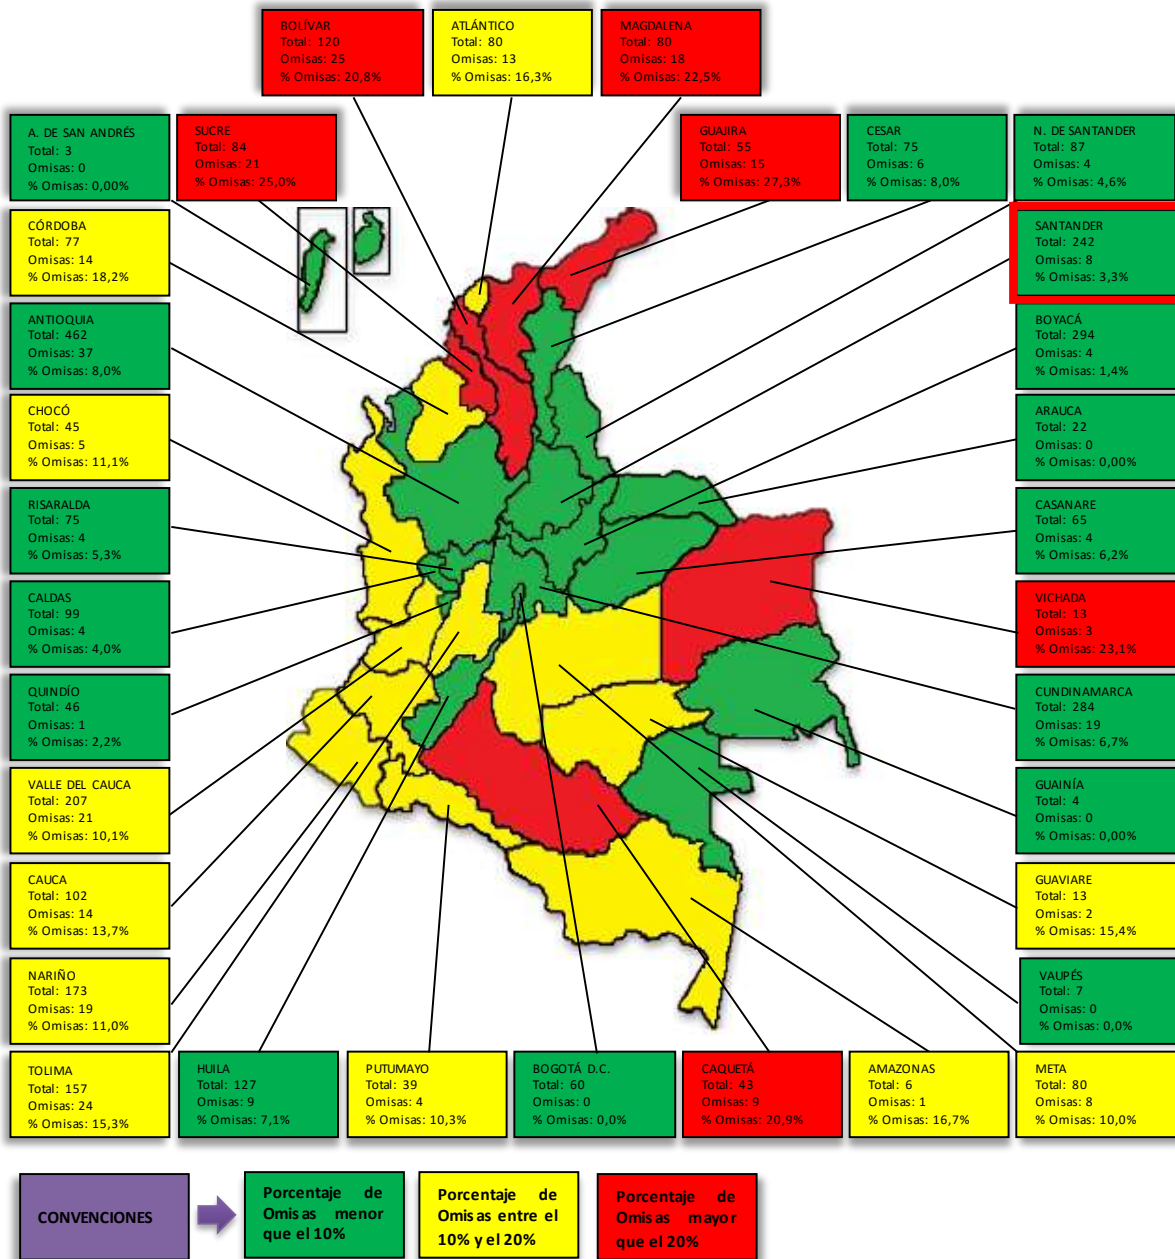 BOLÍVAR
Total: 120
Omisas: 25
% Omisas: 20,8%
ATLÁNTICO
Total: 80
Omisas: 13
% Omisas: 16,3%
MAGDALENA
Total: 80
Omisas: 18
% Omisas: 22,5%
A. DE SAN ANDRÉS
Total: 3
Omisas: 0
% Omisas: 0,00%
SUCRE
Total: 84
Omisas: 21
% Omisas: 25,0%
GUAJIRA
Total: 55
Omisas: 15
% Omisas: 27,3%
CESAR
Total: 75
Omisas: 6
% Omisas: 8,0%
N. DE SANTANDER
Total: 87
Omisas: 4
% Omisas: 4,6%
CÓRDOBA
Total: 77
Omisas: 14
% Omisas: 18,2%
SANTANDER
Total: 242
Omisas: 8
% Omisas: 3,3%
ANTIOQUIA
Total: 462
Omisas: 37
% Omisas: 8,0%
BOYACÁ
Total: 294
Omisas: 4
% Omisas: 1,4%
CHOCÓ
Total: 45
Omisas: 5
% Omisas: 11,1%
ARAUCA
Total: 22
Omisas: 0
% Omisas: 0,00%
RISARALDA
Total: 75
Omisas: 4
% Omisas: 5,3%
CASANARE
Total: 65
Omisas: 4
% Omisas: 6,2%
CALDAS
Total: 99
Omisas: 4
% Omisas: 4,0%
VICHADA
Total: 13
Omisas: 3
% Omisas: 23,1%
QUINDÍO
Total: 46
Omisas: 1
% Omisas: 2,2%
CUNDINAMARCA
Total: 284
Omisas: 19
% Omisas: 6,7%
VALLE DEL CAUCA
Total: 207
Omisas: 21
% Omisas: 10,1%
GUAINÍA
Total: 4
Omisas: 0
% Omisas: 0,00%
CAUCA
Total: 102
Omisas: 14
% Omisas: 13,7%
GUAVIARE
Total: 13
Omisas: 2
% Omisas: 15,4%
NARIÑO
Total: 173
Omisas: 19
% Omisas: 11,0%
VAUPÉS
Total: 7
Omisas: 0
% Omisas: 0,0%
TOLIMA
Total: 157
Omisas: 24
% Omisas: 15,3%
HUILA
Total: 127
Omisas: 9
% Omisas: 7,1%
PUTUMAYO
Total: 39
Omisas: 4
% Omisas: 10,3%
BOGOTÁ D.C.
Total: 60
Omisas: 0
% Omisas: 0,0%
CAQUETÁ
Total: 43
Omisas: 9
% Omisas: 20,9%
AMAZONAS
Total: 6
Omisas: 1
% Omisas: 16,7%
META
Total: 80
Omisas: 8
% Omisas: 10,0%
CONVENCIONES
Porcentaje de
Omisas menor
que el 10%
Porcentaje de
Omisas entre el
10% y el 20%
Porcentaje de
Omisas mayor
que el 20%